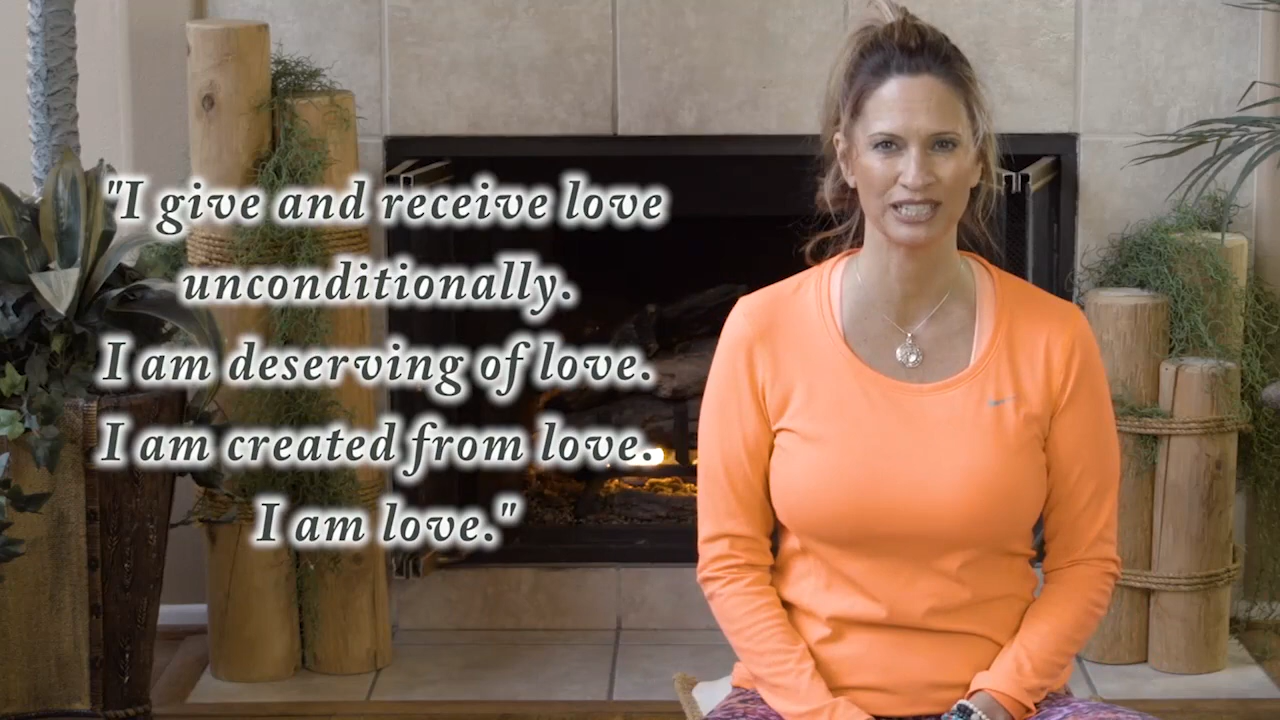 "I give and receive love
unconditionally.
I am deserving of love.
I am created from love.
I am love."